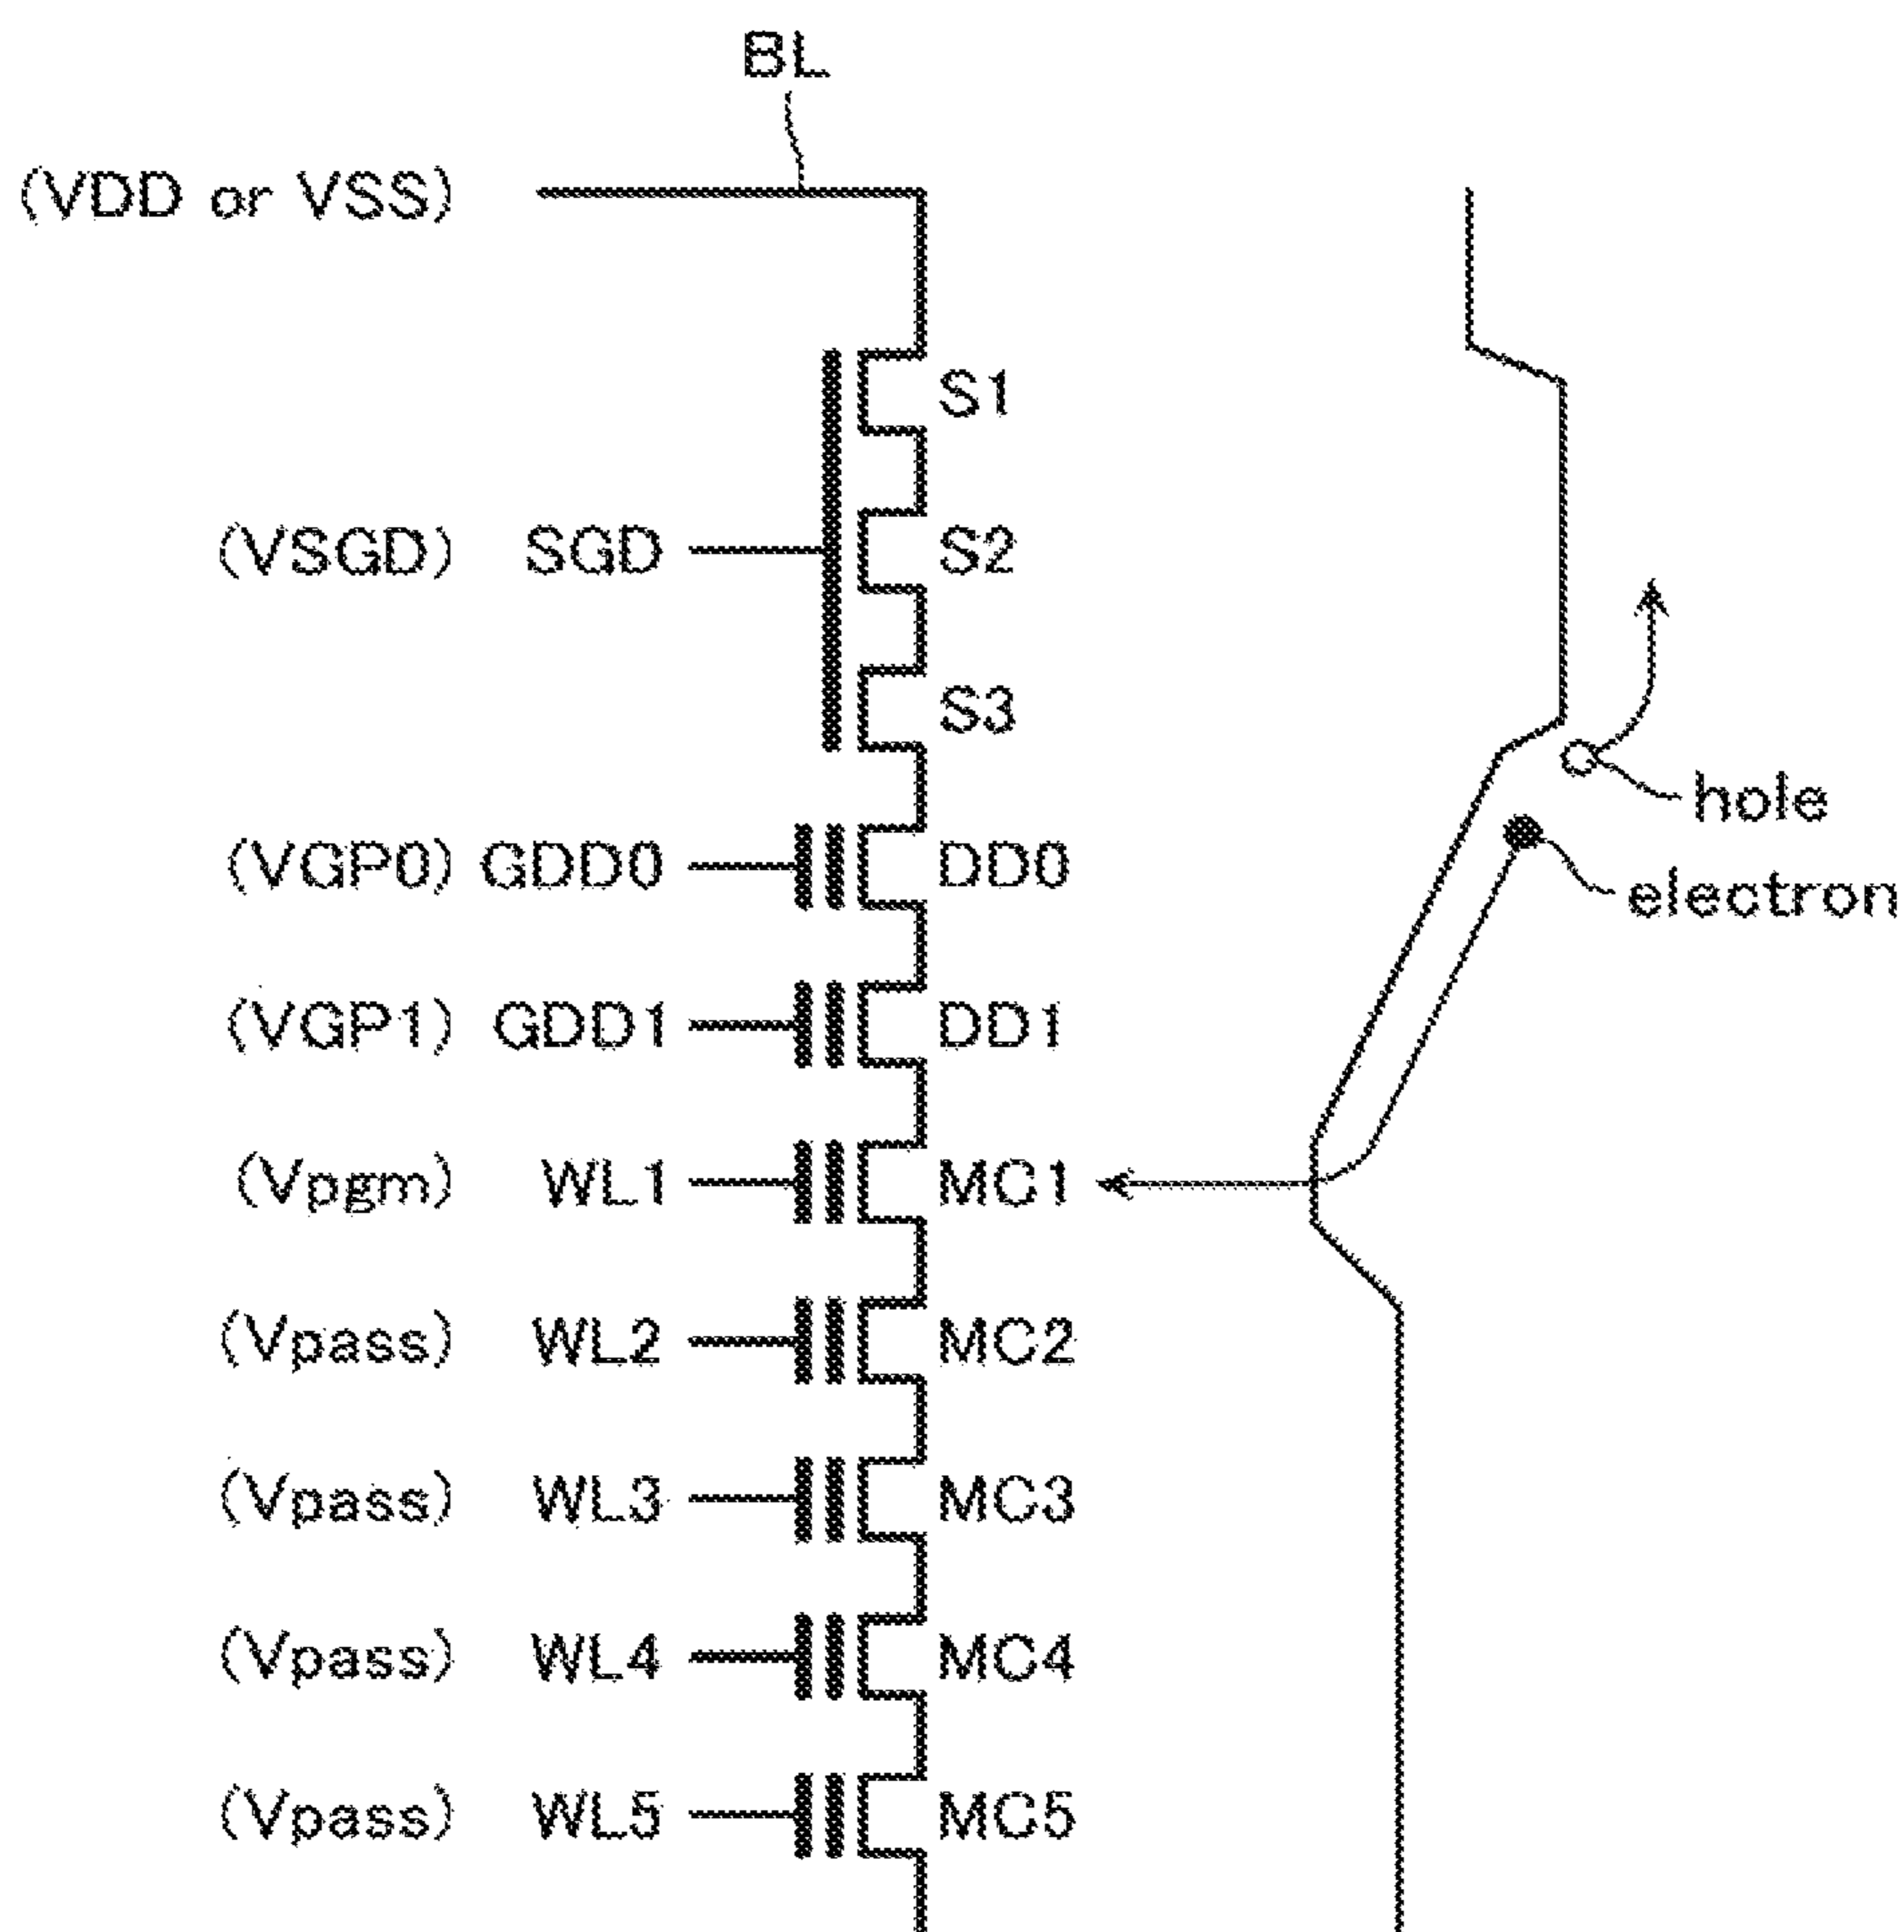 BL
(VDD or VSS)
S1
(VSGD) SGD S2
S3
hole
(VGP0) GDD0 DD0
electron
(VGP1) GDD1 DD1
(Vpgm) WL1 MC1
(Vpass) WL2 MC2
(Vpass) WL3 MC3
(Vpass) WL4 MC4
(Vpass) WL5 MC5